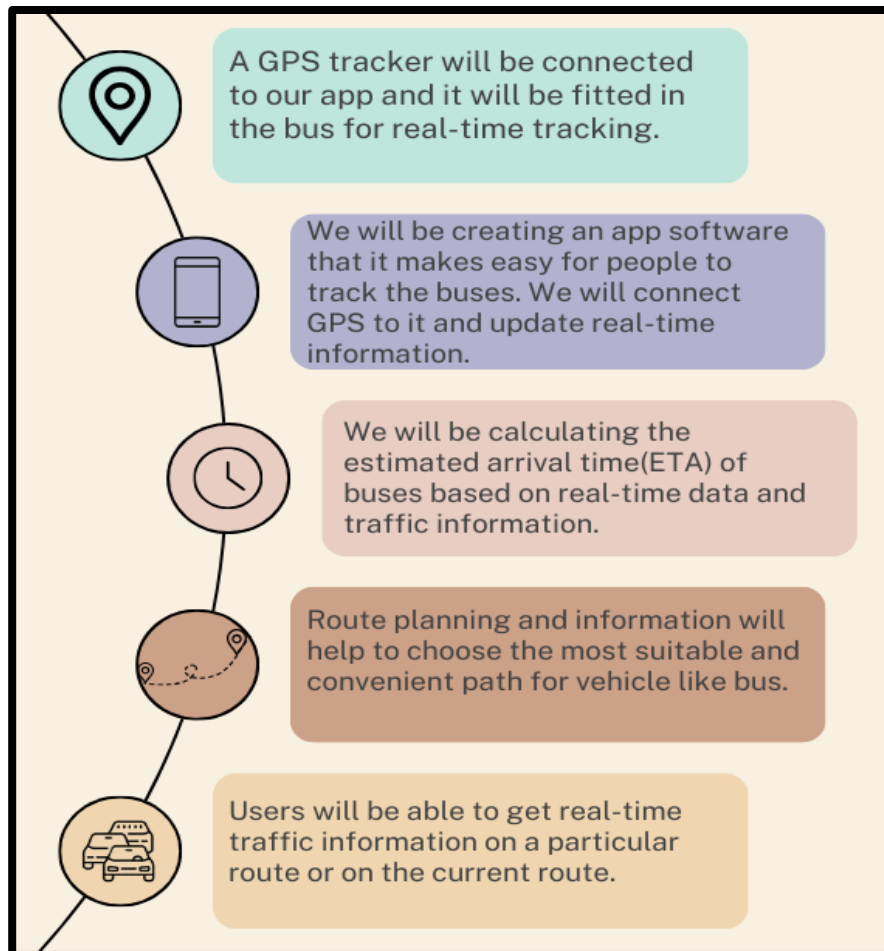 A GPS tracker will be connected
to our app and it will be fitted in
the bus for real-time tracking.
We will be creating an app software
that it makes easy for people to
track the buses. We will connect
GPS to it and update real-time
information.
We will be calculating the
estimated arrival time(ETA) of
buses based on real-time data and
traffic information.
Route planning and information will
help to choose the most suitable and
convenient path for vehicle like bus.
Users will be able to get real-time
traffic information on a particular
route or on the current route.